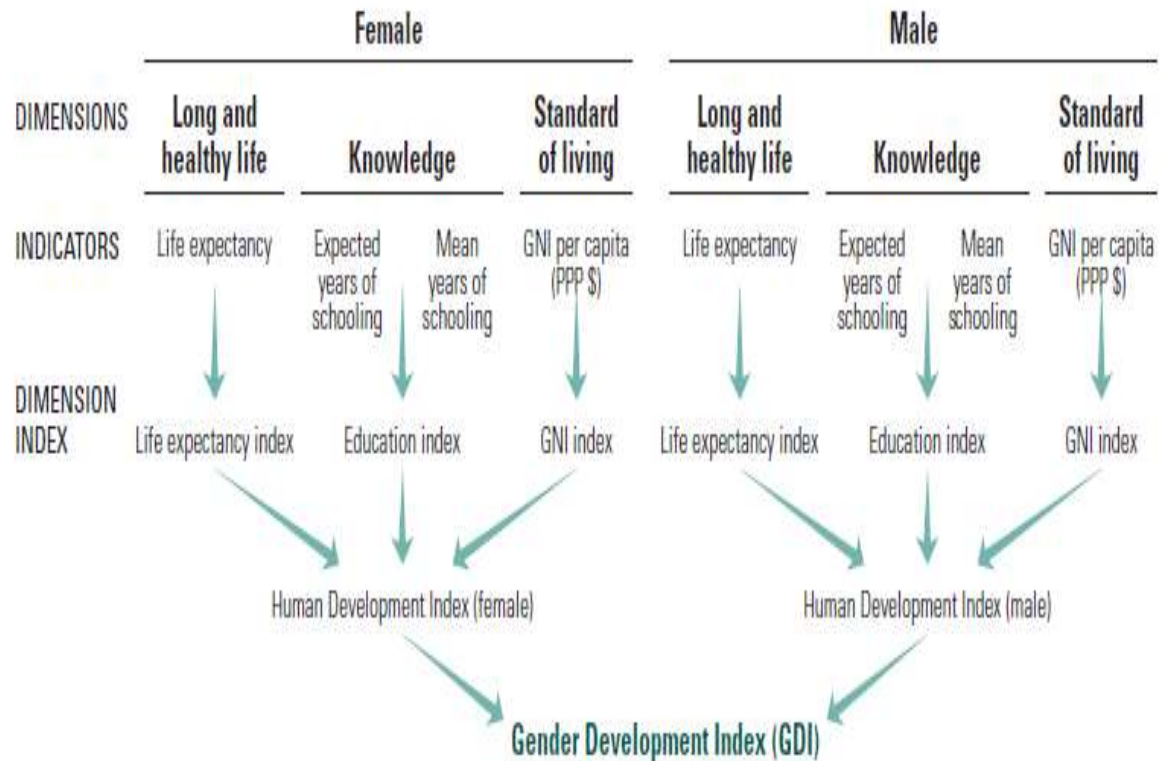 Female Male
DIMENSIONS
Long and
healthy life
Knowledge
Standard
of living
Long and
healthy life
Knowledge
Standard
of living
INDICATORS
Life expectancy
Expected
years of
schooling
Mean
years of
schooling
GNI per capita
(PPP $)
Life expectancy
Expected
years of
schooling
Mean
years of
schooling
GNI per capita
(PPP $)
DIMENSION
INDEX
Life expectancy index
Education index
GNI index
Life expectancy index
Education index
GNI index
Human Development Index (female)
Human Development Index (male)
Gender Development Index (GDI)